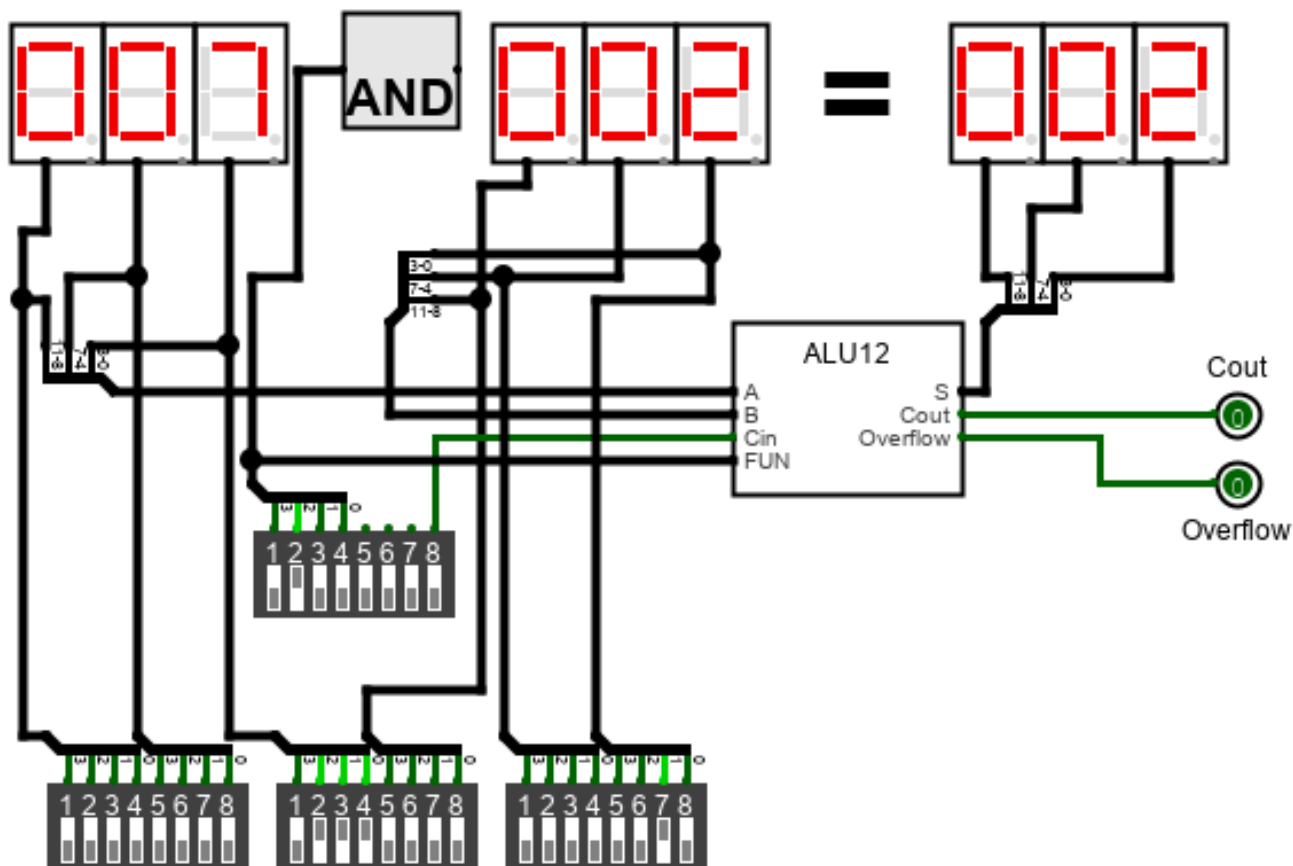 007 AND 002 = 002
3-0
7-4
11-8
11-8 7-4 3-0
11-8 7-4 3-0
ALU12
A S
B Cout
Cin Overflow
FUN
Cout
0
0
Overflow
3 2 1 0
1 2 3 4 5 6 7 8
3 2 1 0 3 2 1 0
1 2 3 4 5 6 7 8
3 2 1 0 3 2 1 0
1 2 3 4 5 6 7 8
3 2 1 0 3 2 1 0
1 2 3 4 5 6 7 8